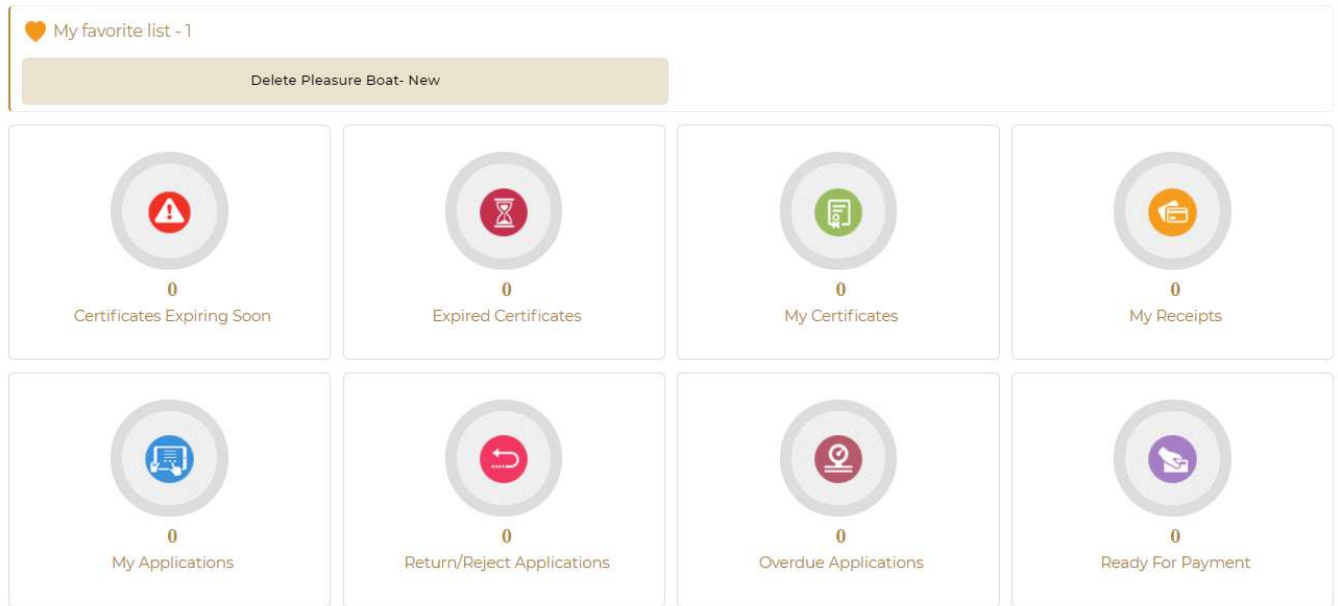 My favorite list - 1
Delete Pleasure Boat- New
0
Certificates Expiring Soon
0
Expired Certificates
0
My Certificates
0
My Receipts
0
My Applications
0
Return/Reject Applications
0
Overdue Applications
0
Ready For Payment